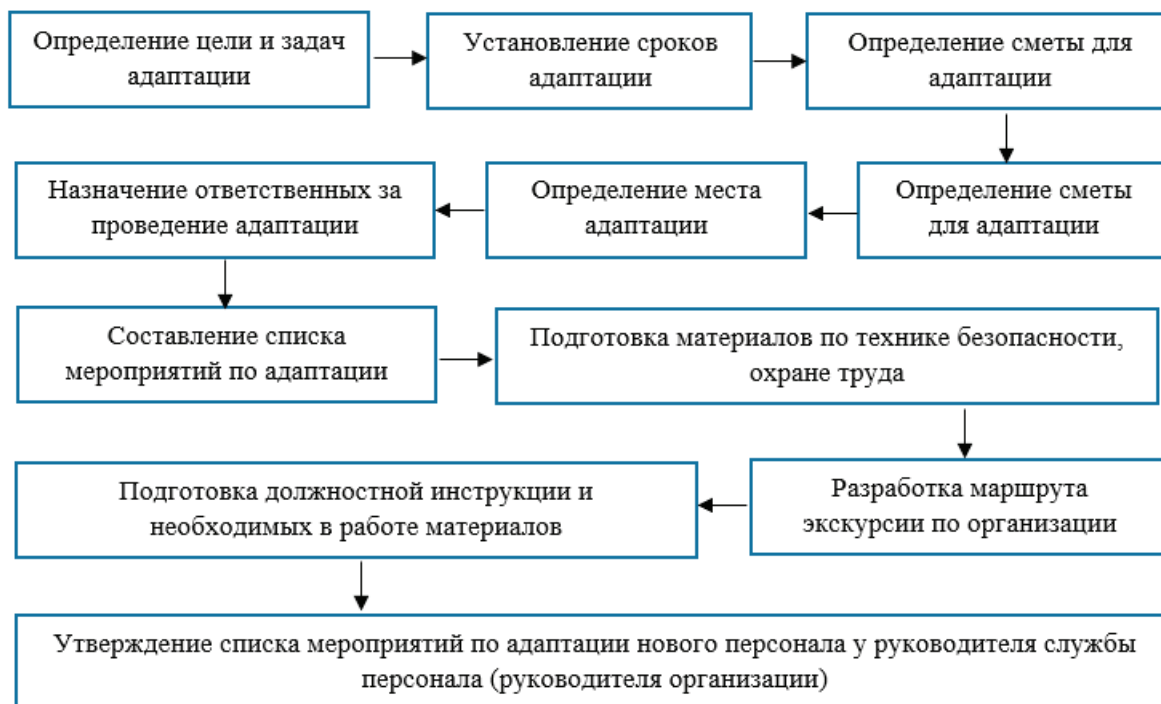 Определение цели и задач
адаптации
Установление сроков
адаптации
Определение сметы для
адаптации
Определение сметы
для адаптации
Определение места
адаптации
Назначение ответственных за
проведение адаптации
Составление списка
мероприятий по адаптации
Подготовка материалов по технике безопасности,
охране труда
Разработка маршрута
экскурсии по организации
Подготовка должностной инструкции и
необходимых в работе материалов
Утверждение списка мероприятий по адаптации нового персонала у руководителя службы
персонала (руководителя организации)